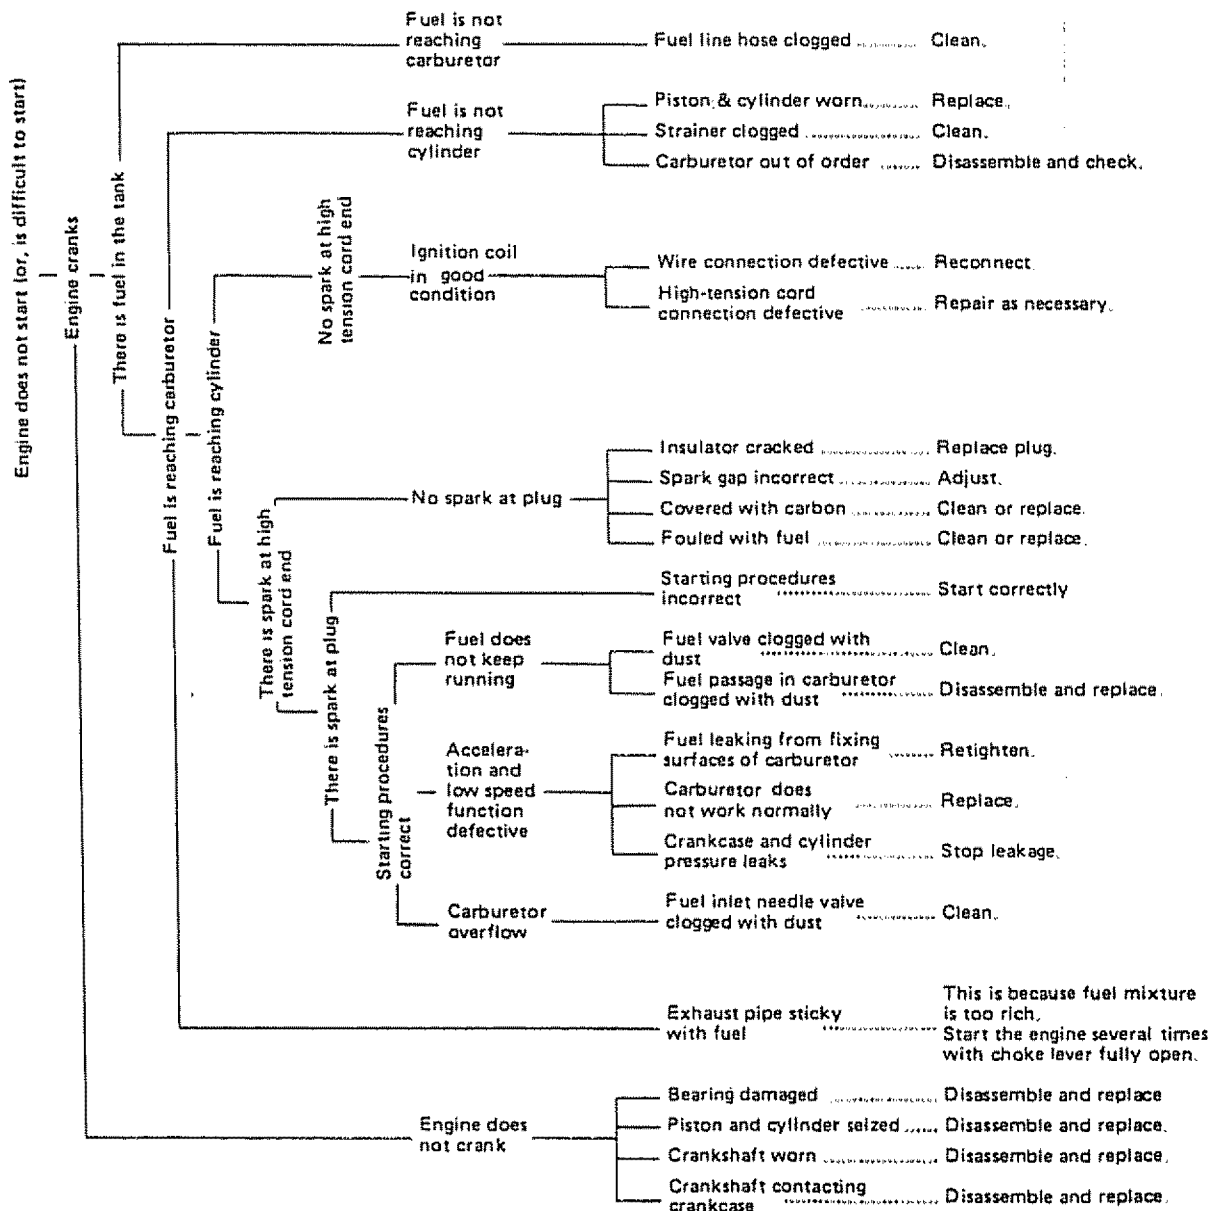 Engine does not start (or, is difficult to start)
Engine cranks
There is fuel in the tank
Fuel is not
reaching
carburetor
Fuel line hose clogged ........ Clean.
Fuel is reaching carburetor
Fuel is not
reaching
cylinder
Piston & cylinder worn ........ Replace.
Strainer clogged ........ Clean.
Carburetor out of order ........ Disassemble and check.
Fuel is reaching cylinder
No spark at high
tension cord end
Ignition coil
in good
condition
Wire connection defective ........ Reconnect
High-tension cord
connection defective ........ Repair as necessary.
There is spark at high
tension cord end
No spark at plug
Insulator cracked ........ Replace plug.
Spark gap incorrect ........ Adjust.
Covered with carbon ........ Clean or replace.
Fouled with fuel ........ Clean or replace.
There is spark at plug
Starting procedures
incorrect ........ Start correctly
Starting procedures
correct
Fuel does
not keep
running
Fuel valve clogged with
dust ........ Clean.
Fuel passage in carburetor
clogged with dust ........ Disassemble and replace.
Accelera-
tion and
low speed
function
defective
Fuel leaking from fixing
surfaces of carburetor ........ Retighten.
Carburetor does
not work normally ........ Replace.
Crankcase and cylinder
pressure leaks ........ Stop leakage.
Carburetor
overflow
Fuel inlet needle valve
clogged with dust ........ Clean.
Exhaust pipe sticky
with fuel ........
This is because fuel mixture
is too rich.
Start the engine several times
with choke lever fully open.
Engine does
not crank
Bearing damaged ........ Disassemble and replace
Piston and cylinder seized ........ Disassemble and replace.
Crankshaft worn ........ Disassemble and replace.
Crankshaft contacting
crankcase ........ Disassemble and replace.